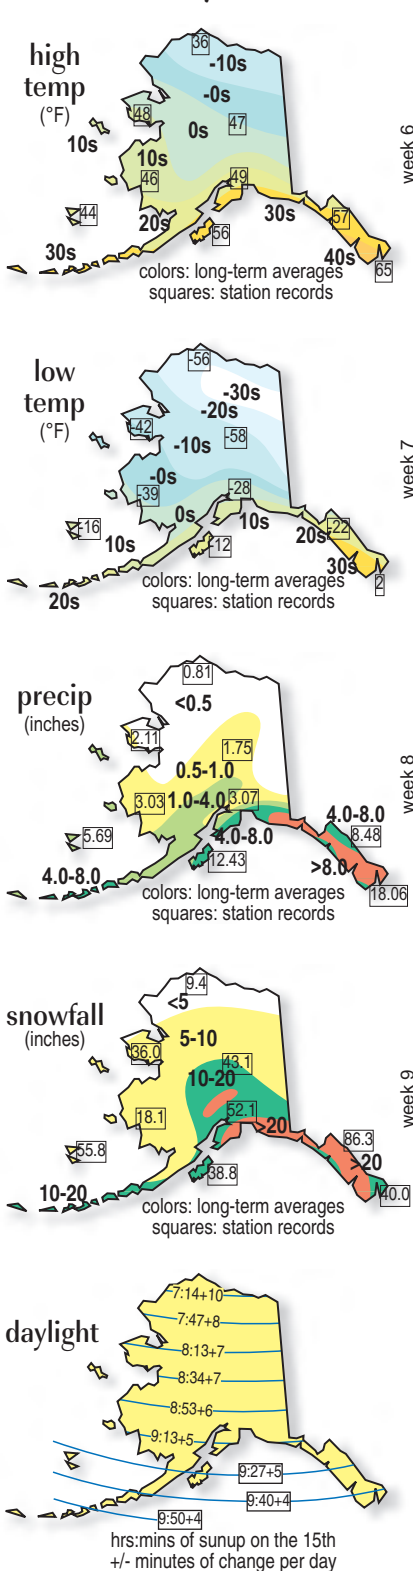 36
high
-10s
temp
(°F)
-0s
48
47
0s
10s
10s
46
49
44
20s
30s
57
56
30s
40s
65
colors: long-term averages
squares: station records
week 6
-56
low
temp
-30s
(°F)
-20s
-42
-58
-10s
-0s
-39
-28
-16
0s
10s
-22
10s
20s
-12
30s
2
20s
colors: long-term averages
squares: station records
week 7
0.81
precip
<0.5
(inches)
2.11
1.75
0.5-1.0
3.03
1.0-4.0
3.07
4.0-8.0
5.69
4.0-8.0
8.48
12.43
>8.0
4.0-8.0
18.06
colors: long-term averages
squares: station records
week 8
9.4
<5
snowfall
(inches)
5-10
36.0
43.1
10-20
52.1
18.1
>20
86.3
55.8
>20
38.8
10-20
40.0
colors: long-term averages
squares: station records
week 9
7:14+10
7:47+8
daylight
8:13+7
8:34+7
8:53+6
9:13+5
9:27+5
9:40+4
9:50+4
hrs:mins of sunup on the 15th
+/- minutes of change per day